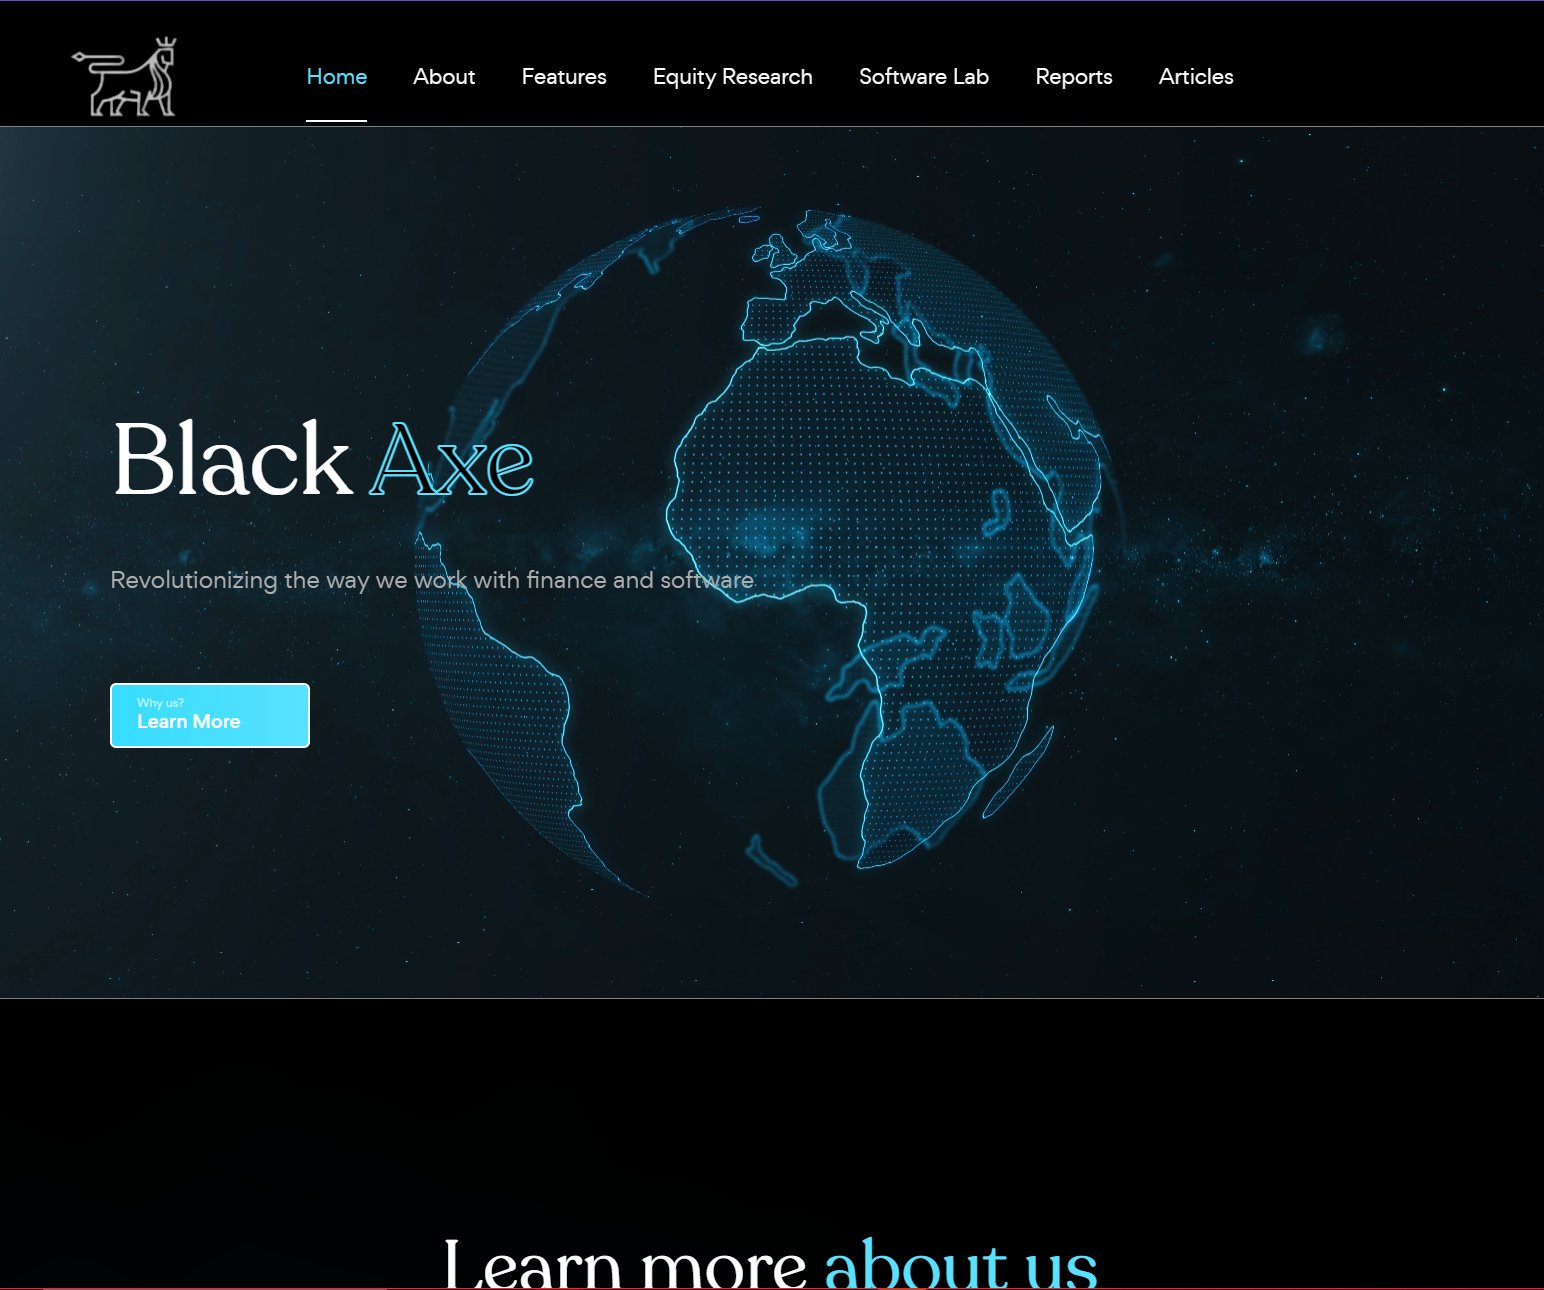 Home About Features Equity Research Software Lab Reports Articles
Black Axe
Revolutionizing the way we work with finance and software
Why us?
Learn More
Learn more about us